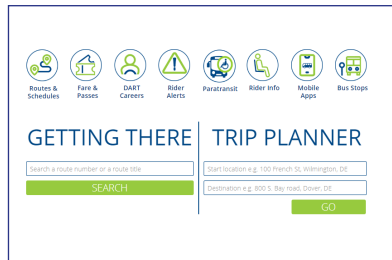 Routes & Schedules
Fare & Passes
DART Careers
Rider Alerts
Paratransit
Rider Info
Mobile Apps
Bus Stops
GETTING THERE
Search a route number or a route title
SEARCH
TRIP PLANNER
Start location e.g. 100 French St, Wilmington, DE
Destination e.g. 800 S. Bay road, Dover, DE
GO